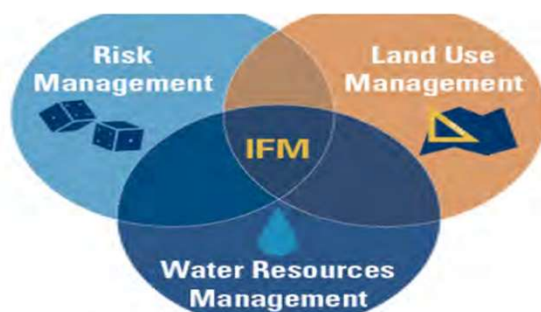 Risk
Management
Land Use
Management
IFM
Water Resources
Management